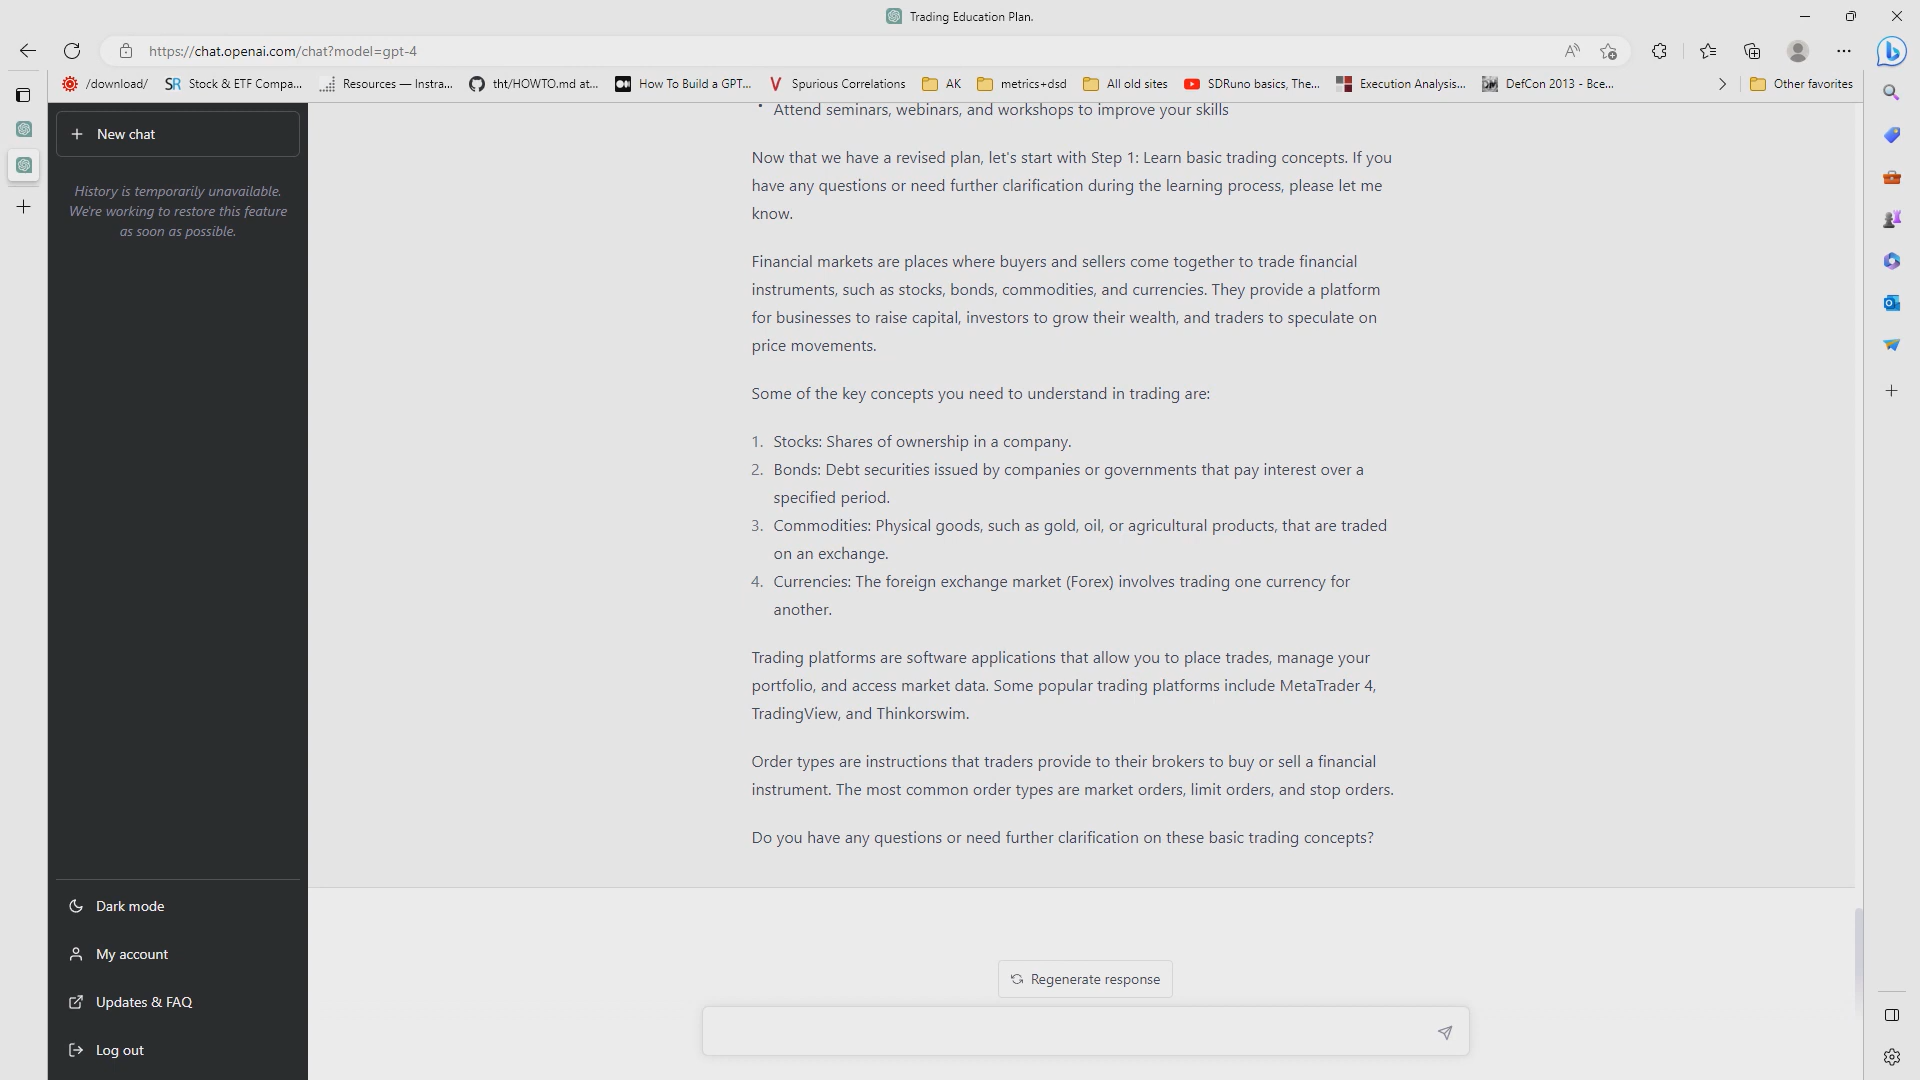 Trading Education Plan.
https://chat.openai.com/chat?model=gpt-4
/download/
SR Stock & ETF Compa...
Resources — Instra...
tht/HOWTO.md at...
How To Build a GPT...
Spurious Correlations
AK
metrics+dsd
All old sites
SDRuno basics, The...
Execution Analysis...
DefCon 2013 - Все...
Other favorites
New chat
History is temporarily unavailable.
We're working to restore this feature
as soon as possible.
Attend seminars, webinars, and workshops to improve your skills
Now that we have a revised plan, let's start with Step 1: Learn basic trading concepts. If you
have any questions or need further clarification during the learning process, please let me
know.
Financial markets are places where buyers and sellers come together to trade financial
instruments, such as stocks, bonds, commodities, and currencies. They provide a platform
for businesses to raise capital, investors to grow their wealth, and traders to speculate on
price movements.
Some of the key concepts you need to understand in trading are:
1. Stocks: Shares of ownership in a company.
2. Bonds: Debt securities issued by companies or governments that pay interest over a
specified period.
3. Commodities: Physical goods, such as gold, oil, or agricultural products, that are traded
on an exchange.
4. Currencies: The foreign exchange market (Forex) involves trading one currency for
another.
Trading platforms are software applications that allow you to place trades, manage your
portfolio, and access market data. Some popular trading platforms include MetaTrader 4,
TradingView, and Thinkorswim.
Order types are instructions that traders provide to their brokers to buy or sell a financial
instrument. The most common order types are market orders, limit orders, and stop orders.
Do you have any questions or need further clarification on these basic trading concepts?
Dark mode
My account
Updates & FAQ
Log out
Regenerate response